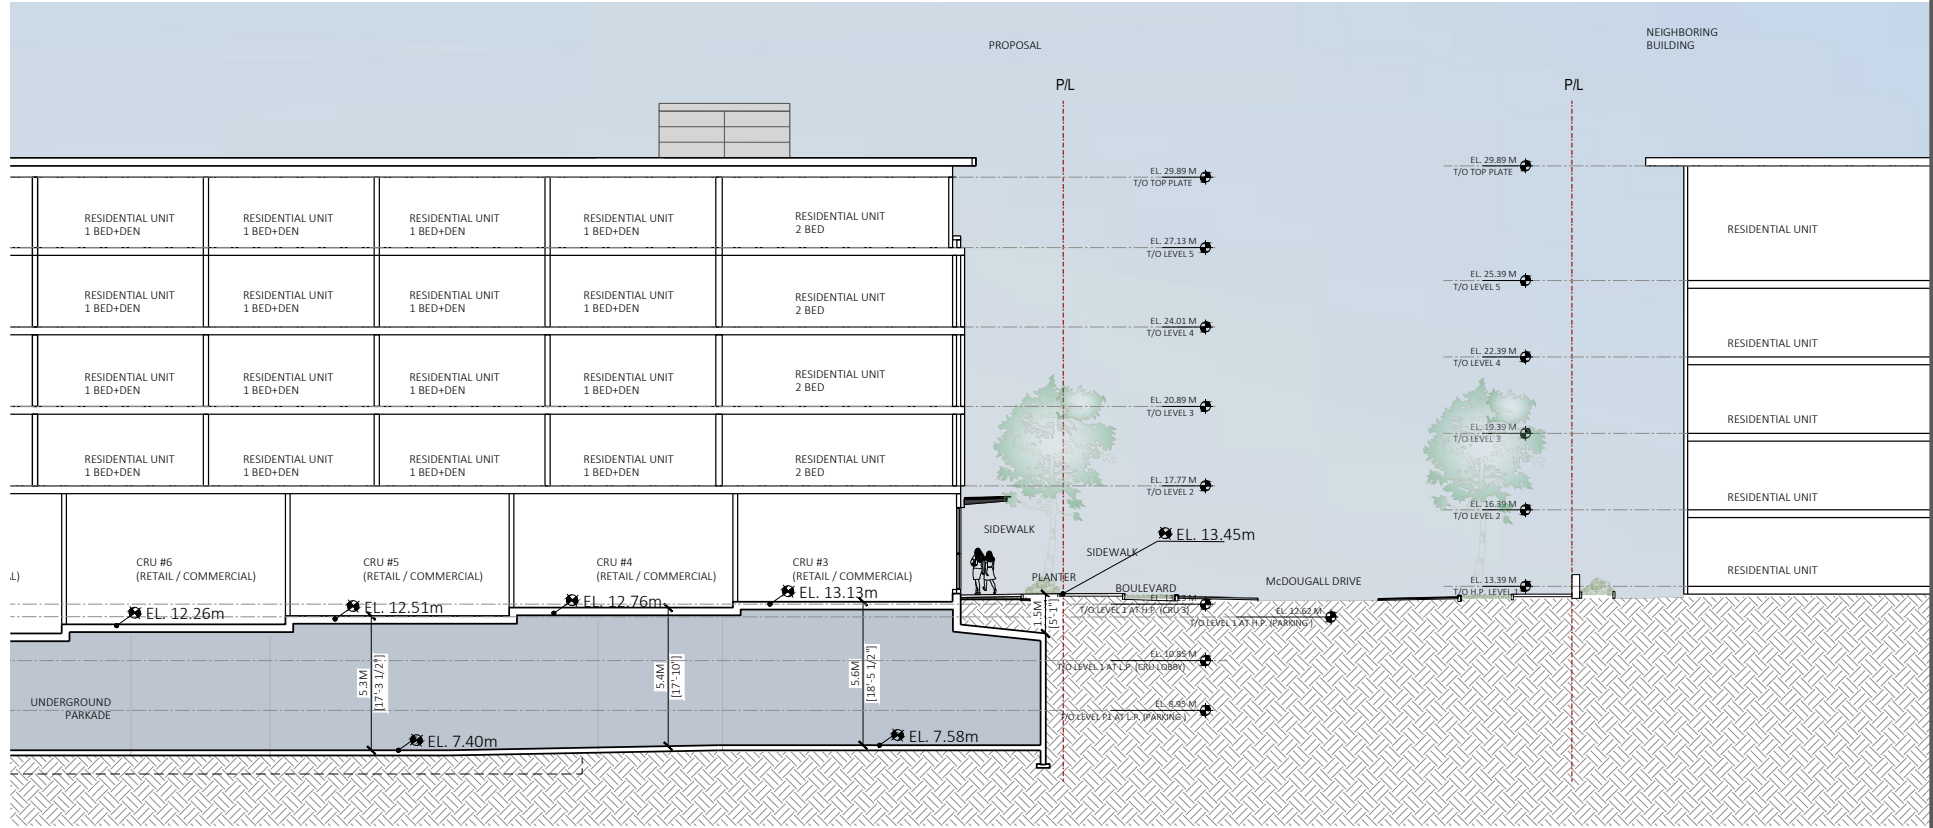 PROPOSAL
NEIGHBORING
BUILDING
P/L
P/L
EL. 29.89 M
T/O TOP PLATE
EL. 29.89 M
T/O TOP PLATE
RESIDENTIAL UNIT
1 BED+DEN
RESIDENTIAL UNIT
1 BED+DEN
RESIDENTIAL UNIT
1 BED+DEN
RESIDENTIAL UNIT
1 BED+DEN
RESIDENTIAL UNIT
2 BED
RESIDENTIAL UNIT
EL. 27.13 M
T/O LEVEL 5
EL. 25.39 M
T/O LEVEL 5
RESIDENTIAL UNIT
1 BED+DEN
RESIDENTIAL UNIT
1 BED+DEN
RESIDENTIAL UNIT
1 BED+DEN
RESIDENTIAL UNIT
1 BED+DEN
RESIDENTIAL UNIT
2 BED
EL. 24.01 M
T/O LEVEL 4
RESIDENTIAL UNIT
EL. 22.39 M
T/O LEVEL 4
RESIDENTIAL UNIT
1 BED+DEN
RESIDENTIAL UNIT
1 BED+DEN
RESIDENTIAL UNIT
1 BED+DEN
RESIDENTIAL UNIT
1 BED+DEN
RESIDENTIAL UNIT
2 BED
EL. 20.89 M
T/O LEVEL 3
RESIDENTIAL UNIT
EL. 19.39 M
T/O LEVEL 3
RESIDENTIAL UNIT
1 BED+DEN
RESIDENTIAL UNIT
1 BED+DEN
RESIDENTIAL UNIT
1 BED+DEN
RESIDENTIAL UNIT
1 BED+DEN
RESIDENTIAL UNIT
2 BED
EL. 17.77 M
T/O LEVEL 2
RESIDENTIAL UNIT
EL. 16.39 M
T/O LEVEL 2
SIDEWALK
EL. 13.45m
SIDEWALK
AL)
CRU #6
(RETAIL / COMMERCIAL)
CRU #5
(RETAIL / COMMERCIAL)
CRU #4
(RETAIL / COMMERCIAL)
CRU #3
(RETAIL / COMMERCIAL)
RESIDENTIAL UNIT
PLANTER
BOULEVARD
McDOUGALL DRIVE
EL. 13.39 M
T/O H.P. LEVEL 1
EL. 12.26m
EL. 12.51m
EL. 12.76m
EL. 13.13m
EL. 13.13 M
T/O LEVEL 1 AT H.P. (CRU 3)
EL. 12.62 M
T/O LEVEL 1 AT H.P. (PARKING )
1.5M
[5'-1"]
EL. 10.85 M
T/O LEVEL 1 AT L.P. (CRU LOBBY)
5.3M
[17'-3 1/2"]
5.4M
[17'-10"]
5.6M
[18'-5 1/2"]
UNDERGROUND
PARKADE
EL. 8.95 M
T/O LEVEL P1 AT L.P. (PARKING )
EL. 7.40m
EL. 7.58m